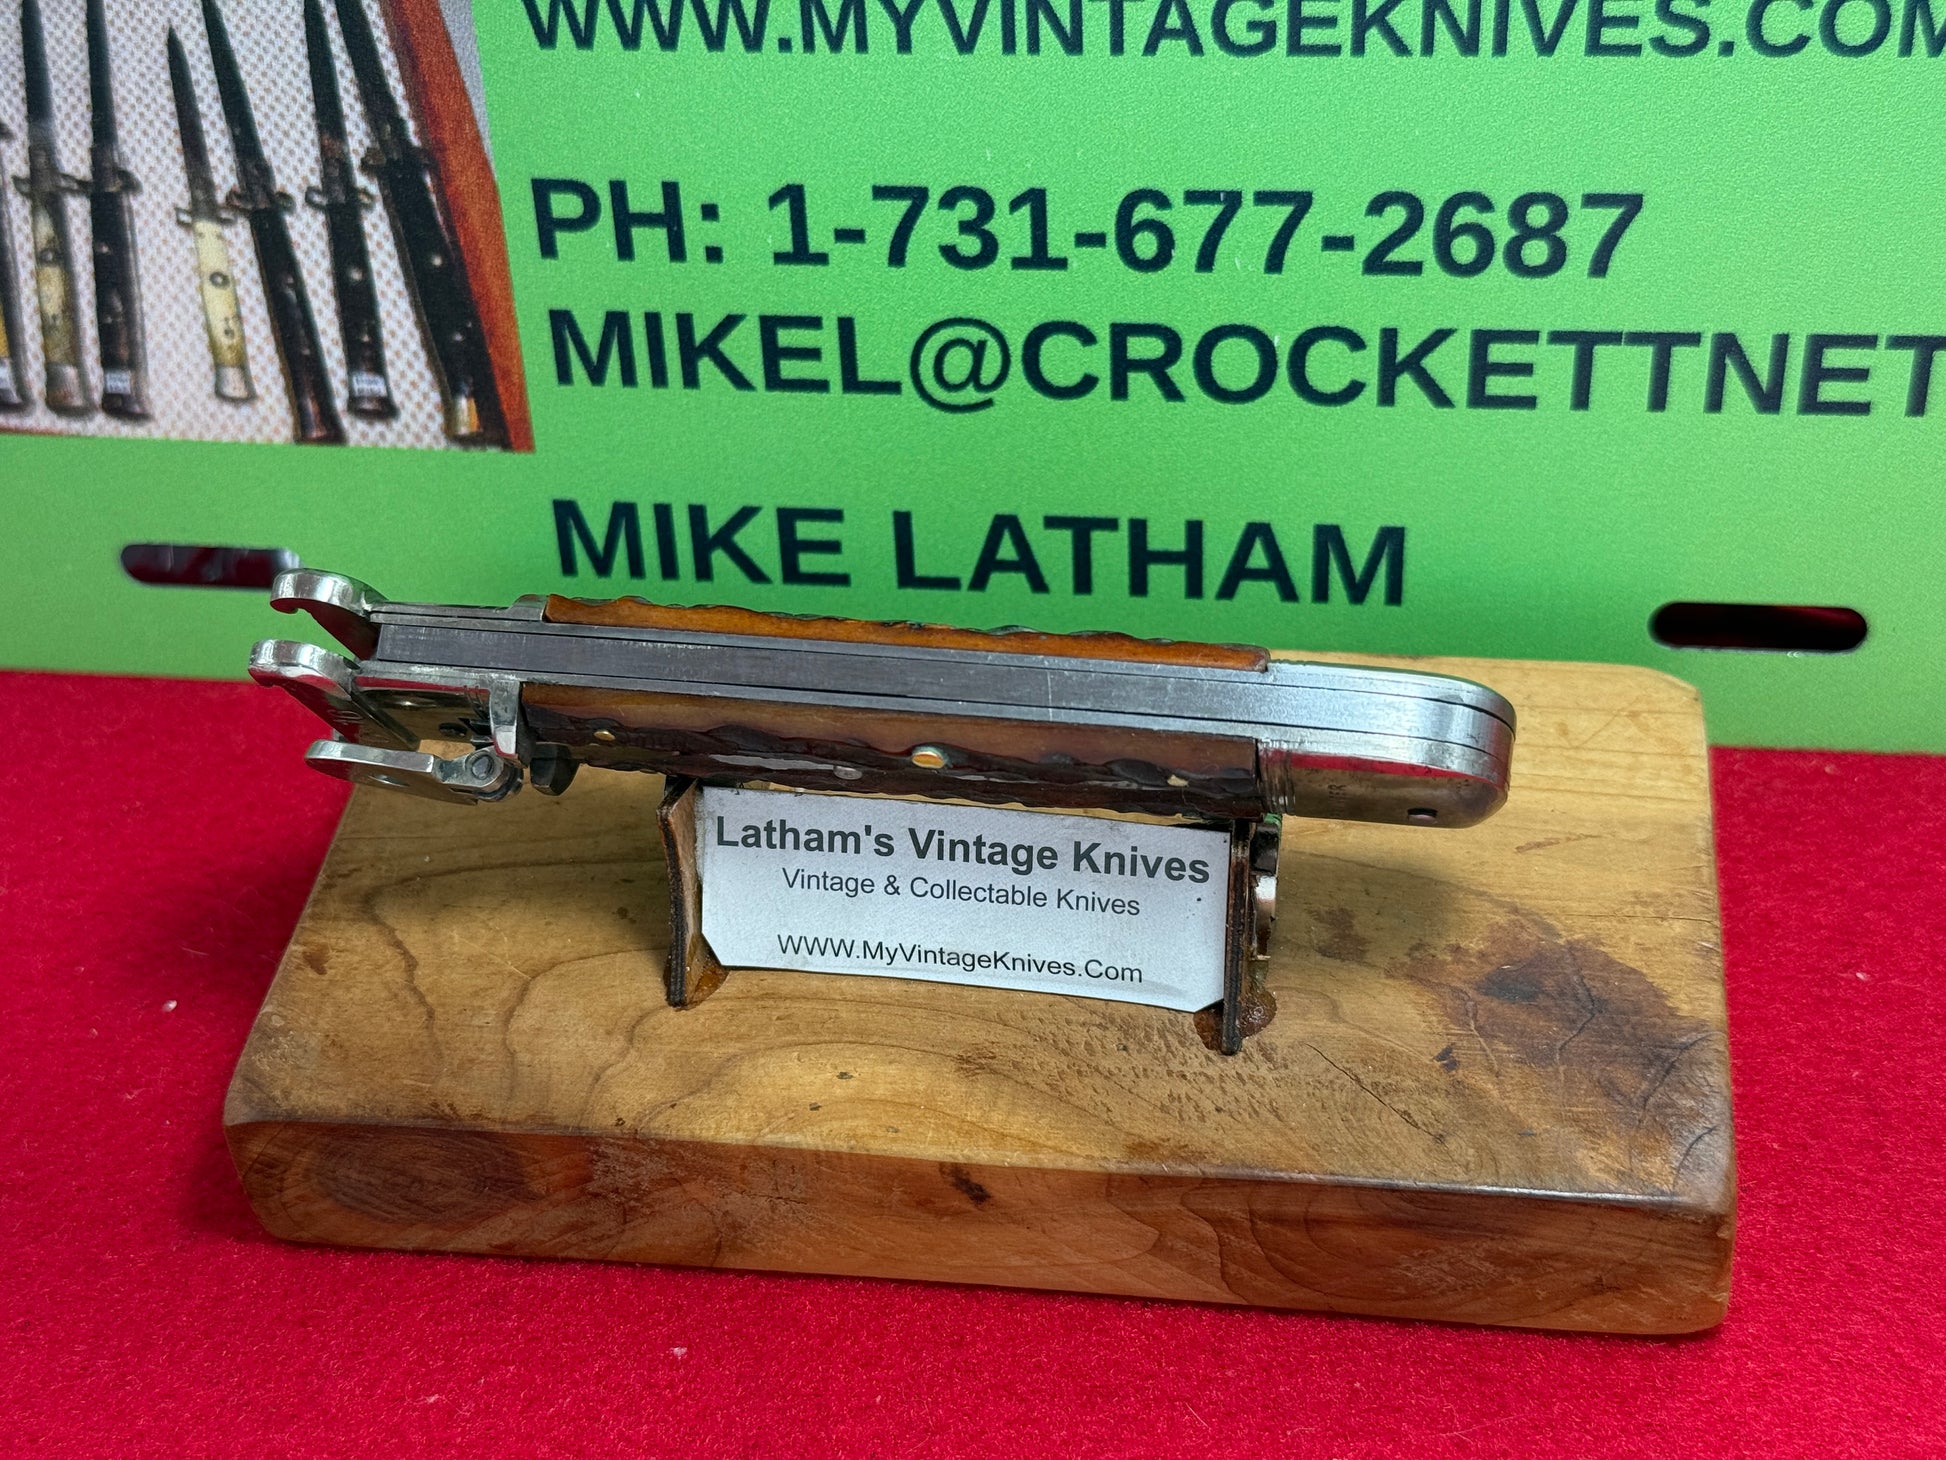 WWW.MYVINTAGEKNIVES.COM
PH: 1-731-677-2687
MIKEL@CROCKETTNET
MIKE LATHAM
Latham's Vintage Knives
Vintage & Collectable Knives
WWW.MyVintageKnives.Com